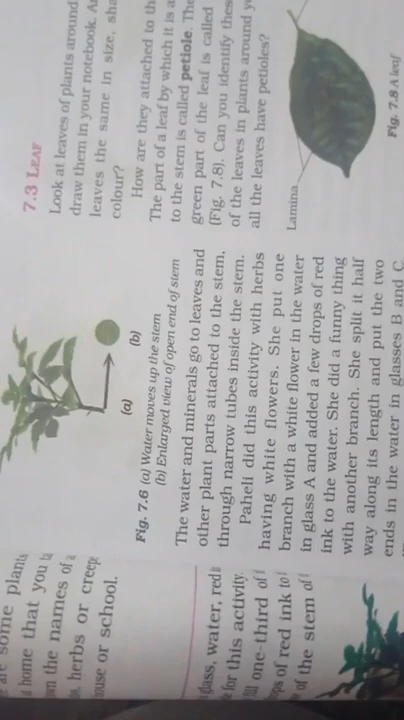 are some plants
home that you
the names of
herbs or
or school.
glass, water, red
for this activity.
one-third of
of red ink to
of the stem of
(a)
(b)
Fig. 7.6 (a) Water moves up the stem
(b) Enlarged view of open end of stem
The water and minerals go to leaves and
other plant parts attached to the stem,
through narrow tubes inside the stem.
Paheli did this activity with herbs
having white flowers. She put one
branch with a white flower in the water
in glass A and added a few drops of red
ink to the water. She did a funny thing
with another branch. She split it half
way along its length and put the two
ends in the water in glasses B and C
7.3 LEAF
Look at leaves of plants around
draw them in your notebook.
leaves the same in size,
colour?
How are they attached to
The part of a leaf by which it is
to the stem is called petiole.
green part of the leaf is called
(Fig. 7.8). Can you identify
of the leaves in plants around
all the leaves have petioles?
Lamina
Fig. 7.8 A leaf